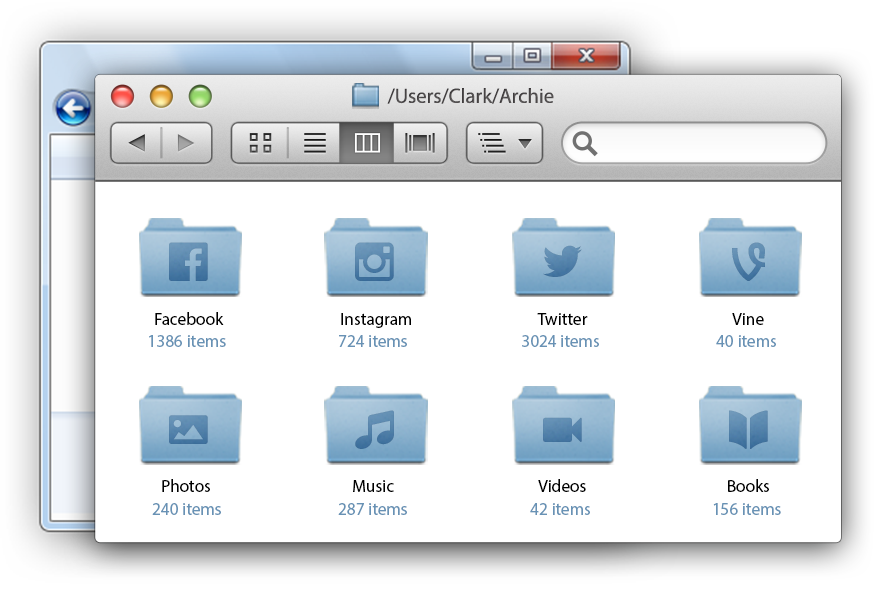 /Users/Clark/Archie
Facebook Instagram Twitter Vine
1386 items 724 items 3024 items 40 items
Photos Music Videos Books
240 items 287 items 42 items 156 items